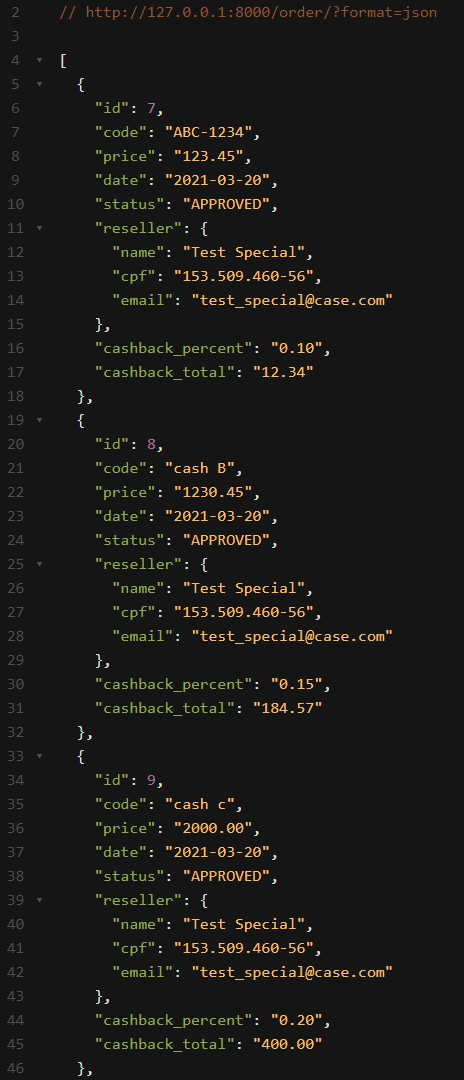 2 // http://127.0.0.1:8000/order/?format=json
3
4 [
5 {
6 "id": 7,
7 "code": "ABC-1234",
8 "price": "123.45",
9 "date": "2021-03-20",
10 "status": "APPROVED",
11 "reseller": {
12 "name": "Test Special",
13 "cpf": "153.509.460-56",
14 "email": "test_special@case.com"
15 },
16 "cashback_percent": "0.10",
17 "cashback_total": "12.34"
18 },
19 {
20 "id": 8,
21 "code": "cash B",
22 "price": "1230.45",
23 "date": "2021-03-20",
24 "status": "APPROVED",
25 "reseller": {
26 "name": "Test Special",
27 "cpf": "153.509.460-56",
28 "email": "test_special@case.com"
29 },
30 "cashback_percent": "0.15",
31 "cashback_total": "184.57"
32 },
33 {
34 "id": 9,
35 "code": "cash c",
36 "price": "2000.00",
37 "date": "2021-03-20",
38 "status": "APPROVED",
39 "reseller": {
40 "name": "Test Special",
41 "cpf": "153.509.460-56",
42 "email": "test_special@case.com"
43 },
44 "cashback_percent": "0.20",
45 "cashback_total": "400.00"
46 },